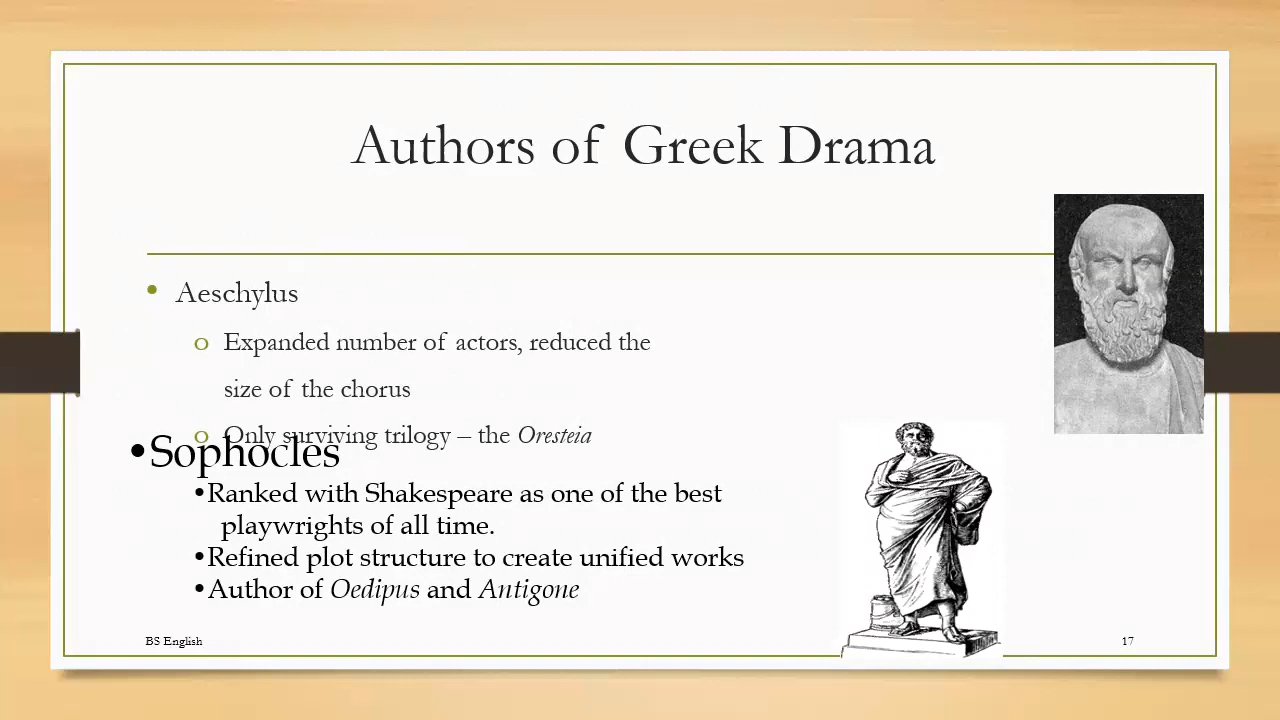 Authors of Greek Drama
• Aeschylus
o Expanded number of actors, reduced the
size of the chorus
o Only surviving trilogy – the Oresteia
•Sophocles
•Ranked with Shakespeare as one of the best
playwrights of all time.
•Refined plot structure to create unified works
•Author of Oedipus and Antigone
BS English
17